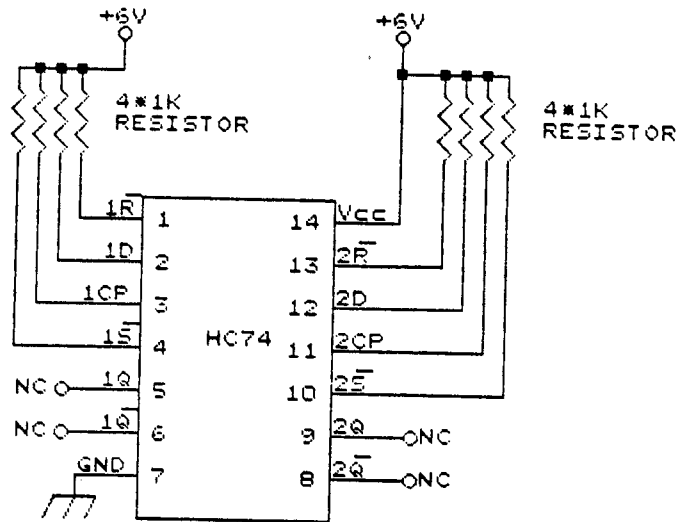 +6V
+6V
4*1K
RESISTOR
4*1K
RESISTOR
1R̅ 1 14 Vcc
1D 2 13 2R̅
1CP 3 12 2D
1S̅ 4 HC74 11 2CP
NC 1Q 5 10 2S̅
NC 1Q̅ 6 9 2Q NC
GND 7 8 2Q̅ NC